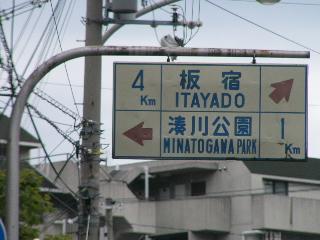 4 Km 板宿
ITAYADO
湊川公園 1 Km
MINATOGAWA PARK